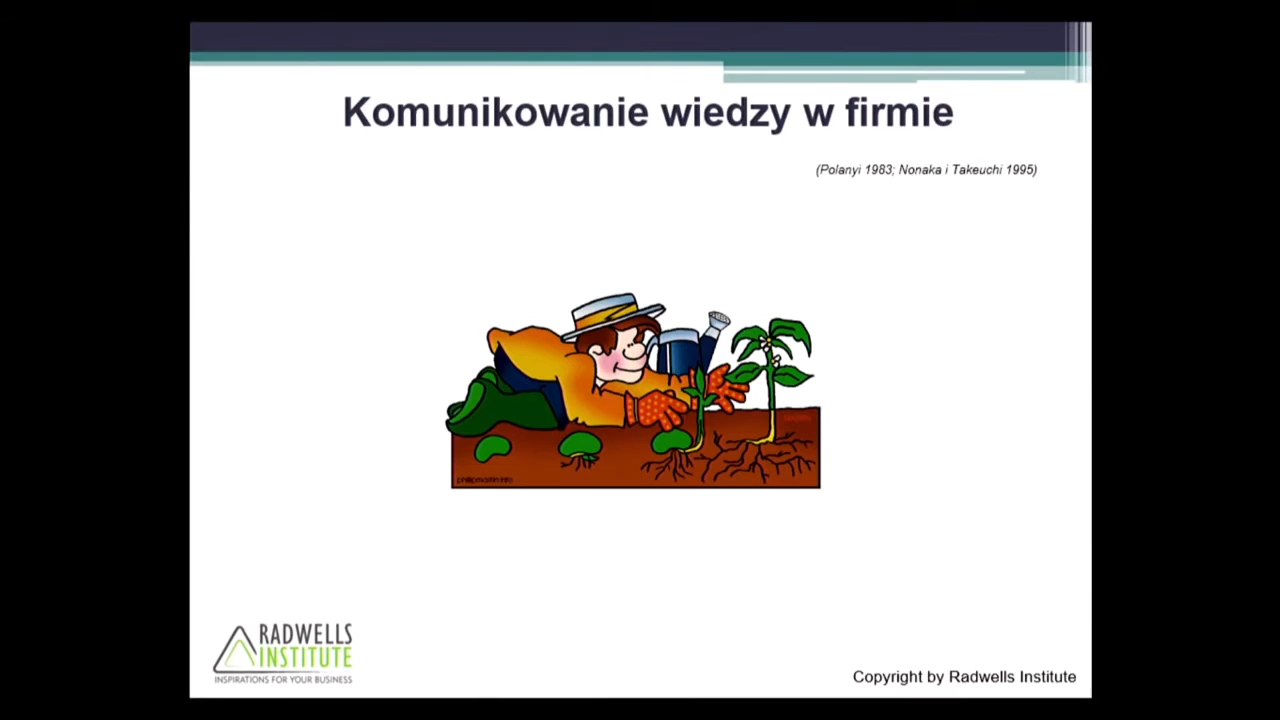 Komunikowanie wiedzy w firmie
(Polanyi 1983; Nonaka i Takeuchi 1995)
RADWELLS
INSTITUTE
INSPIRATIONS FOR YOUR BUSINESS
Copyright by Radwells Institute